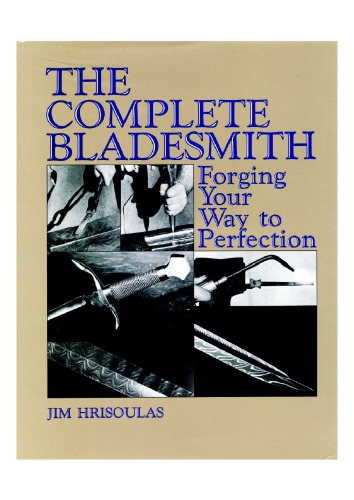 THE
COMPLETE
BLADESMITH
Forging
Your
Way to
Perfection
JIM HRISOULAS